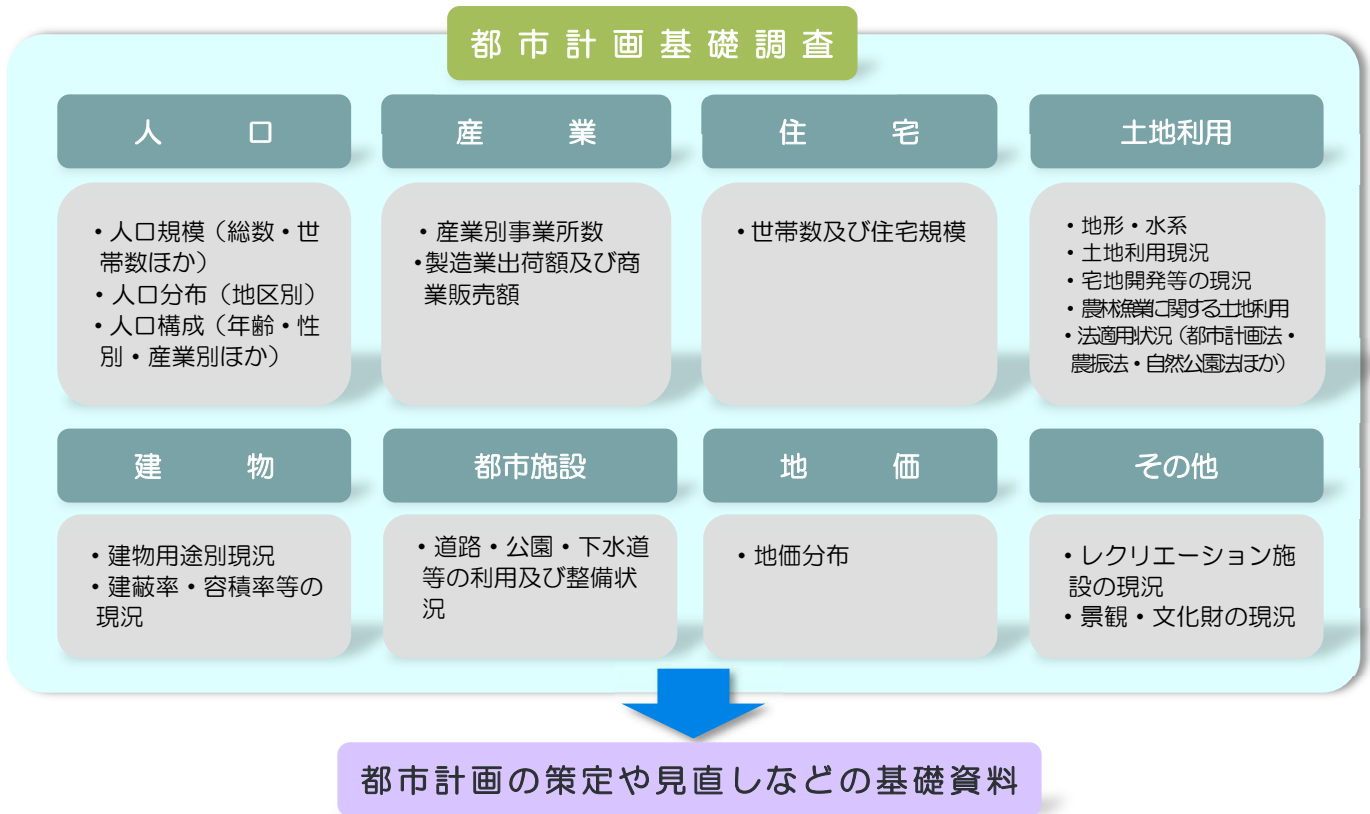 都市計画基礎調査
人口
・人口規模（総数・世
帯数ほか）
・人口分布（地区別）
・人口構成（年齢・性
別・産業別ほか）
産業
・産業別事業所数
・製造業出荷額及び商
業販売額
住宅
・世帯数及び住宅規模
土地利用
・地形・水系
・土地利用現況
・宅地開発等の現況
・農林漁業に関する土地利用
・法適用状況（都市計画法・
農振法・自然公園法ほか）
建物
・建物用途別現況
・建蔽率・容積率等の
現況
都市施設
・道路・公園・下水道
等の利用及び整備状
況
地価
・地価分布
その他
・レクリエーション施
設の現況
・景観・文化財の現況
都市計画の策定や見直しなどの基礎資料